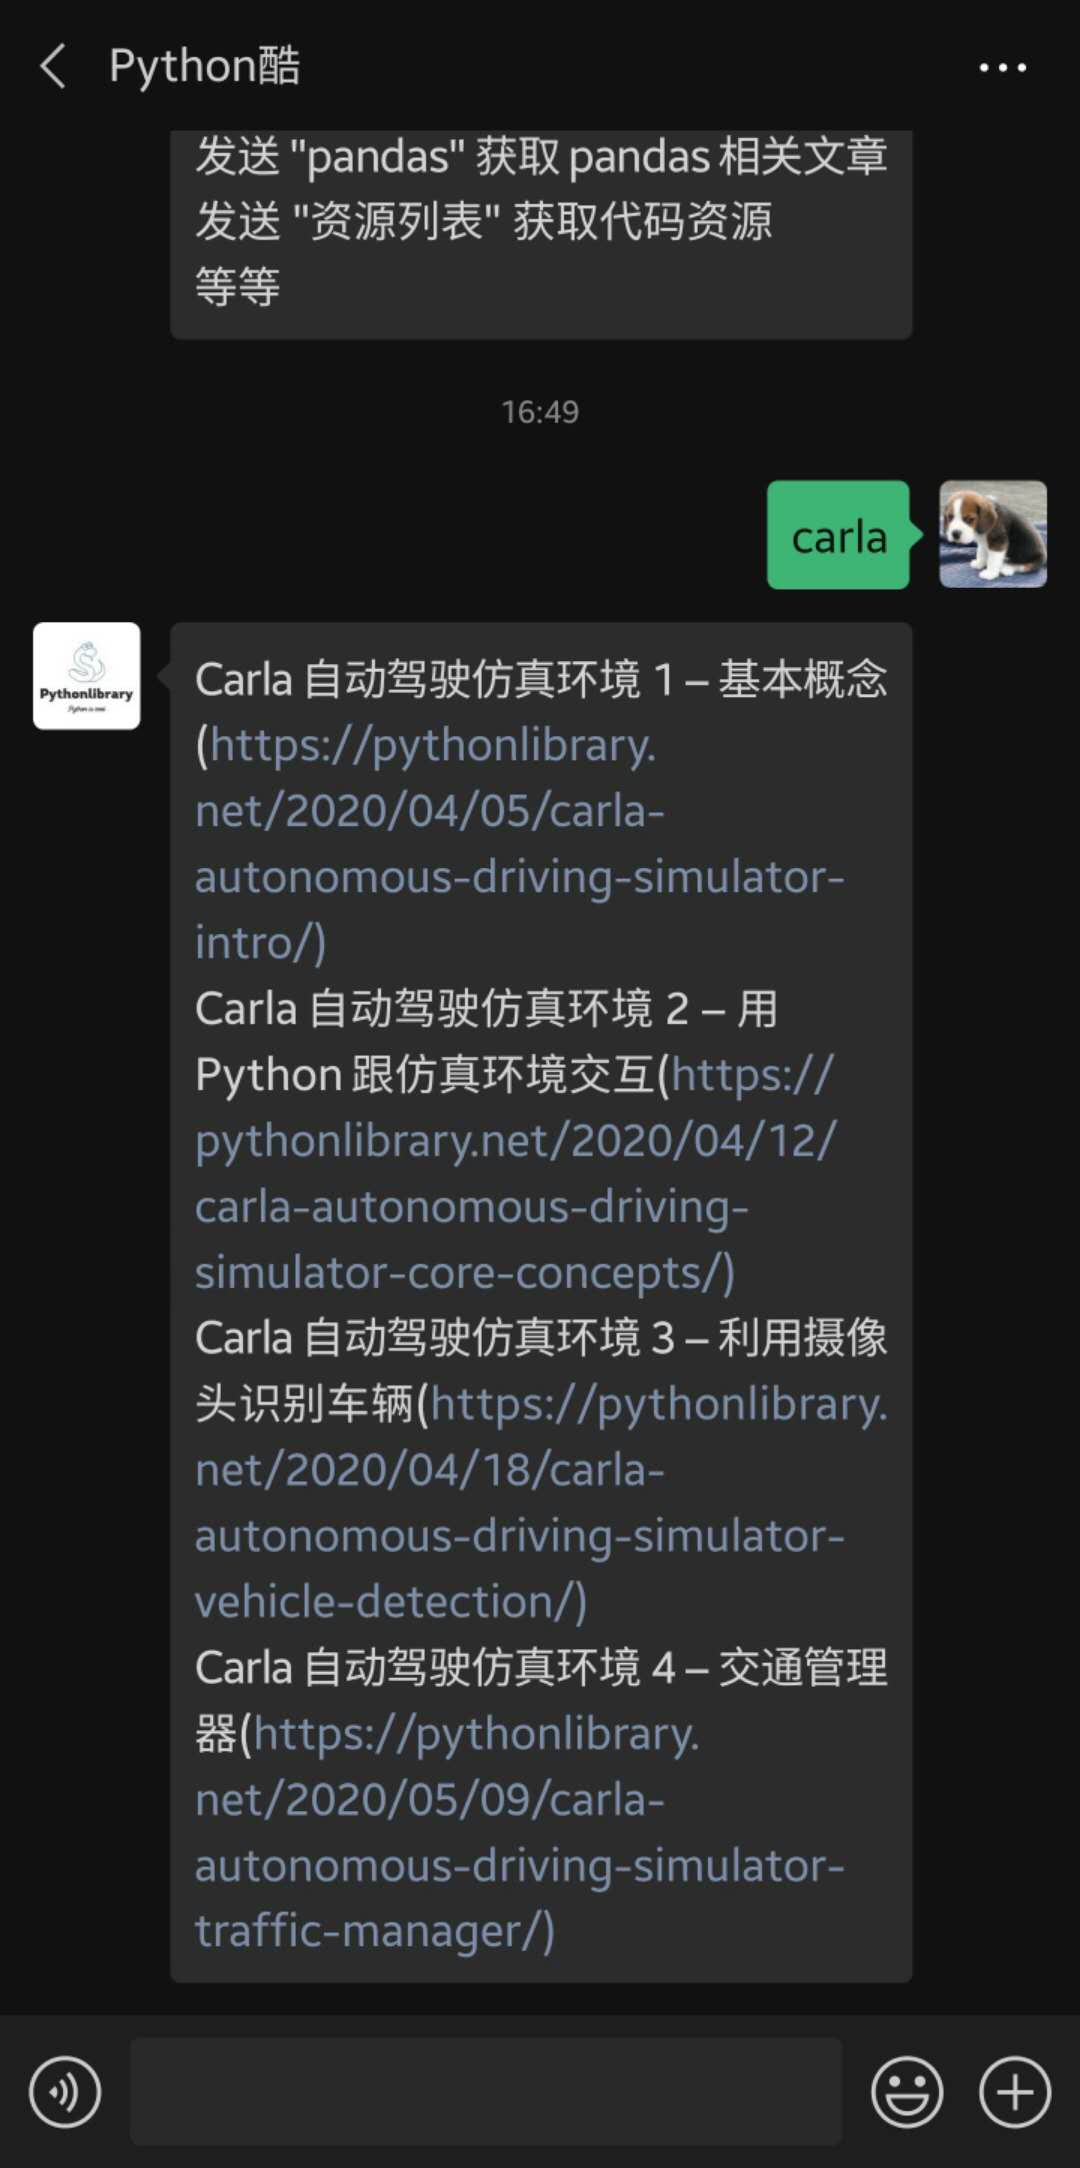 Python酷
发送 "pandas" 获取 pandas 相关文章
发送 "资源列表" 获取代码资源
等等
16:49
carla
Pythonlibrary
Python is cool
Carla 自动驾驶仿真环境 1 – 基本概念
(https://pythonlibrary.
net/2020/04/05/carla-
autonomous-driving-simulator-
intro/)
Carla 自动驾驶仿真环境 2 – 用
Python 跟仿真环境交互(https://
pythonlibrary.net/2020/04/12/
carla-autonomous-driving-
simulator-core-concepts/)
Carla 自动驾驶仿真环境 3 – 利用摄像
头识别车辆(https://pythonlibrary.
net/2020/04/18/carla-
autonomous-driving-simulator-
vehicle-detection/)
Carla 自动驾驶仿真环境 4 – 交通管理
器(https://pythonlibrary.
net/2020/05/09/carla-
autonomous-driving-simulator-
traffic-manager/)